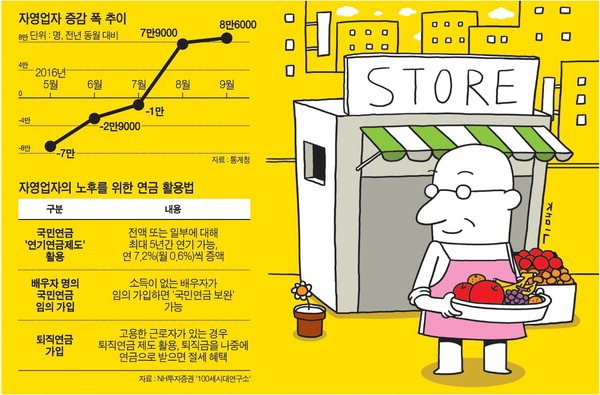 자영업자 증감 폭 추이
8만 단위 : 명, 전년 동월 대비
7만9000
8만6000
4만
2016년
5월 6월 7월 8월 9월
0
-1만
-4만
-2만9000
-8만
-7만
자료 : 통계청
STORE
자영업자의 노후를 위한 연금 활용법
구분 내용
국민연금
'연기연금제도'
활용
전액 또는 일부에 대해
최대 5년간 연기 가능,
연 7.2%(월 0.6%)씩 증액
배우자 명의
국민연금
임의 가입
소득이 없는 배우자가
임의 가입하면 '국민연금 보완'
가능
퇴직연금
가입
고용한 근로자가 있는 경우
퇴직연금 제도 활용, 퇴직금을 나중에
연금으로 받으면 절세 혜택
자료 : NH투자증권 '100세시대연구소'